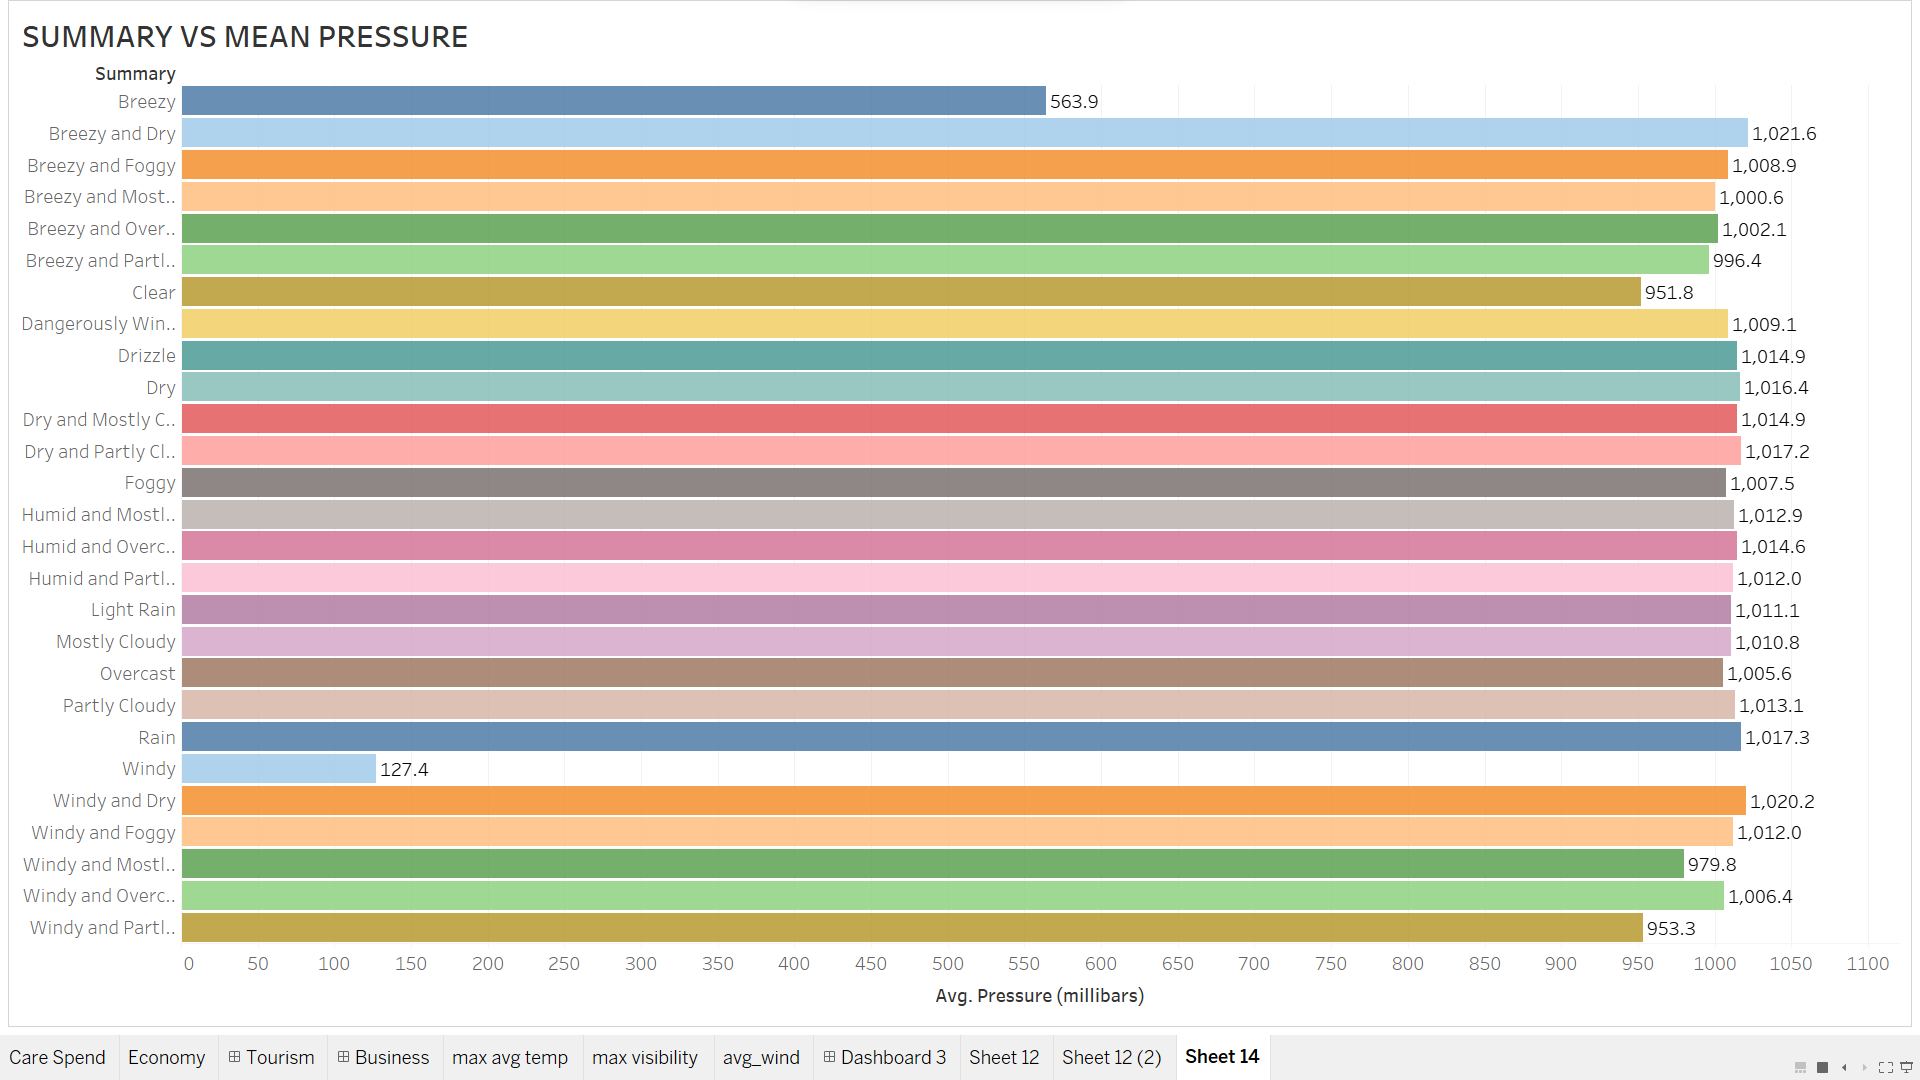 SUMMARY VS MEAN PRESSURE
Summary
Breezy 563.9
Breezy and Dry 1,021.6
Breezy and Foggy 1,008.9
Breezy and Most.. 1,000.6
Breezy and Over.. 1,002.1
Breezy and Partl.. 996.4
Clear 951.8
Dangerously Win.. 1,009.1
Drizzle 1,014.9
Dry 1,016.4
Dry and Mostly C.. 1,014.9
Dry and Partly Cl.. 1,017.2
Foggy 1,007.5
Humid and Mostl.. 1,012.9
Humid and Overc.. 1,014.6
Humid and Partl.. 1,012.0
Light Rain 1,011.1
Mostly Cloudy 1,010.8
Overcast 1,005.6
Partly Cloudy 1,013.1
Rain 1,017.3
Windy 127.4
Windy and Dry 1,020.2
Windy and Foggy 1,012.0
Windy and Mostl.. 979.8
Windy and Overc.. 1,006.4
Windy and Partl.. 953.3
0 50 100 150 200 250 300 350 400 450 500 550 600 650 700 750 800 850 900 950 1000 1050 1100
Avg. Pressure (millibars)
Care Spend Economy Tourism Business max avg temp max visibility avg_wind Dashboard 3 Sheet 12 Sheet 12 (2) Sheet 14